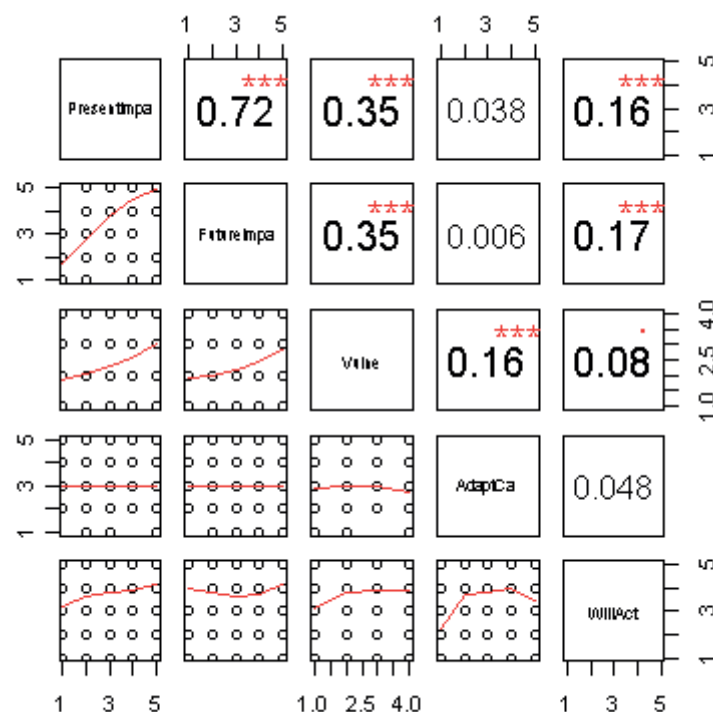 1 3 5 1 3 5
PresentImpa *** 0.72 *** 0.35 0.038 *** 0.16 1 3 5
1 3 5 FutureImpa *** 0.35 0.006 *** 0.17
Vulne *** 0.16 . 0.08 1.0 2.5 4.0
1 3 5 AdaptCa 0.048
WillAct 1 3 5
1 3 5 1.0 2.5 4.0 1 3 5